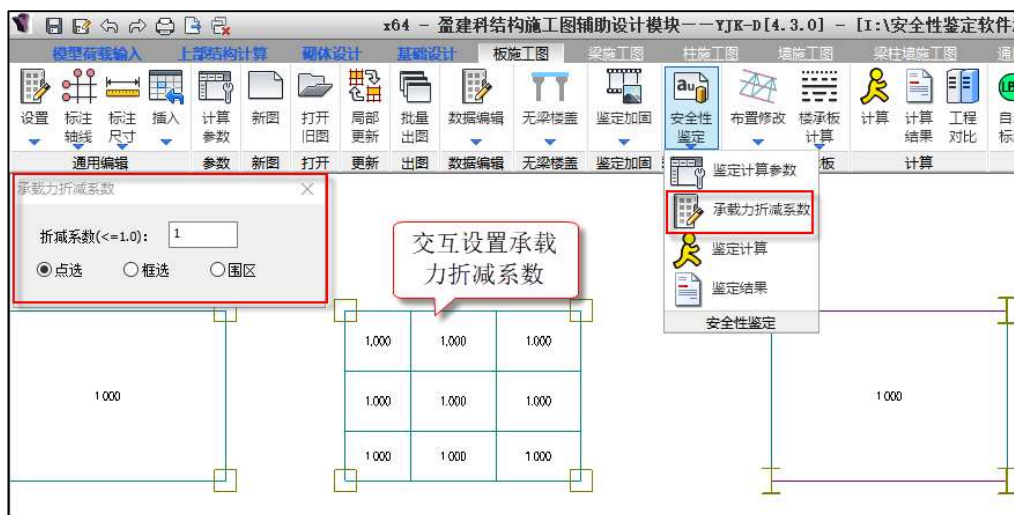 x64 - 盈建科结构施工图辅助设计模块——YJK-D[4.3.0] - [I:\安全性鉴定软件
模型荷载输入 上部结构计算 砌体设计 基础设计 板施工图 梁施工图 柱施工图 墙施工图 梁柱墙施工图
设置 标注轴线 标注尺寸 插入 计算参数 新图 打开旧图 局部更新 批量出图 数据编辑 无梁楼盖 鉴定加固 安全性鉴定 布置修改 楼承板计算 计算 计算结果 工程对比
通用编辑 参数 新图 打开 更新 出图 数据编辑 无梁楼盖 鉴定加固 板 计算
承载力折减系数
折减系数(<=1.0): 1
点选 框选 围区
交互设置承载
力折减系数
鉴定计算参数
承载力折减系数
鉴定计算
鉴定结果
安全性鉴定
1.000 1.000 1.000
1.000
1.000 1.000 1.000
1.000
1.000 1.000 1.000